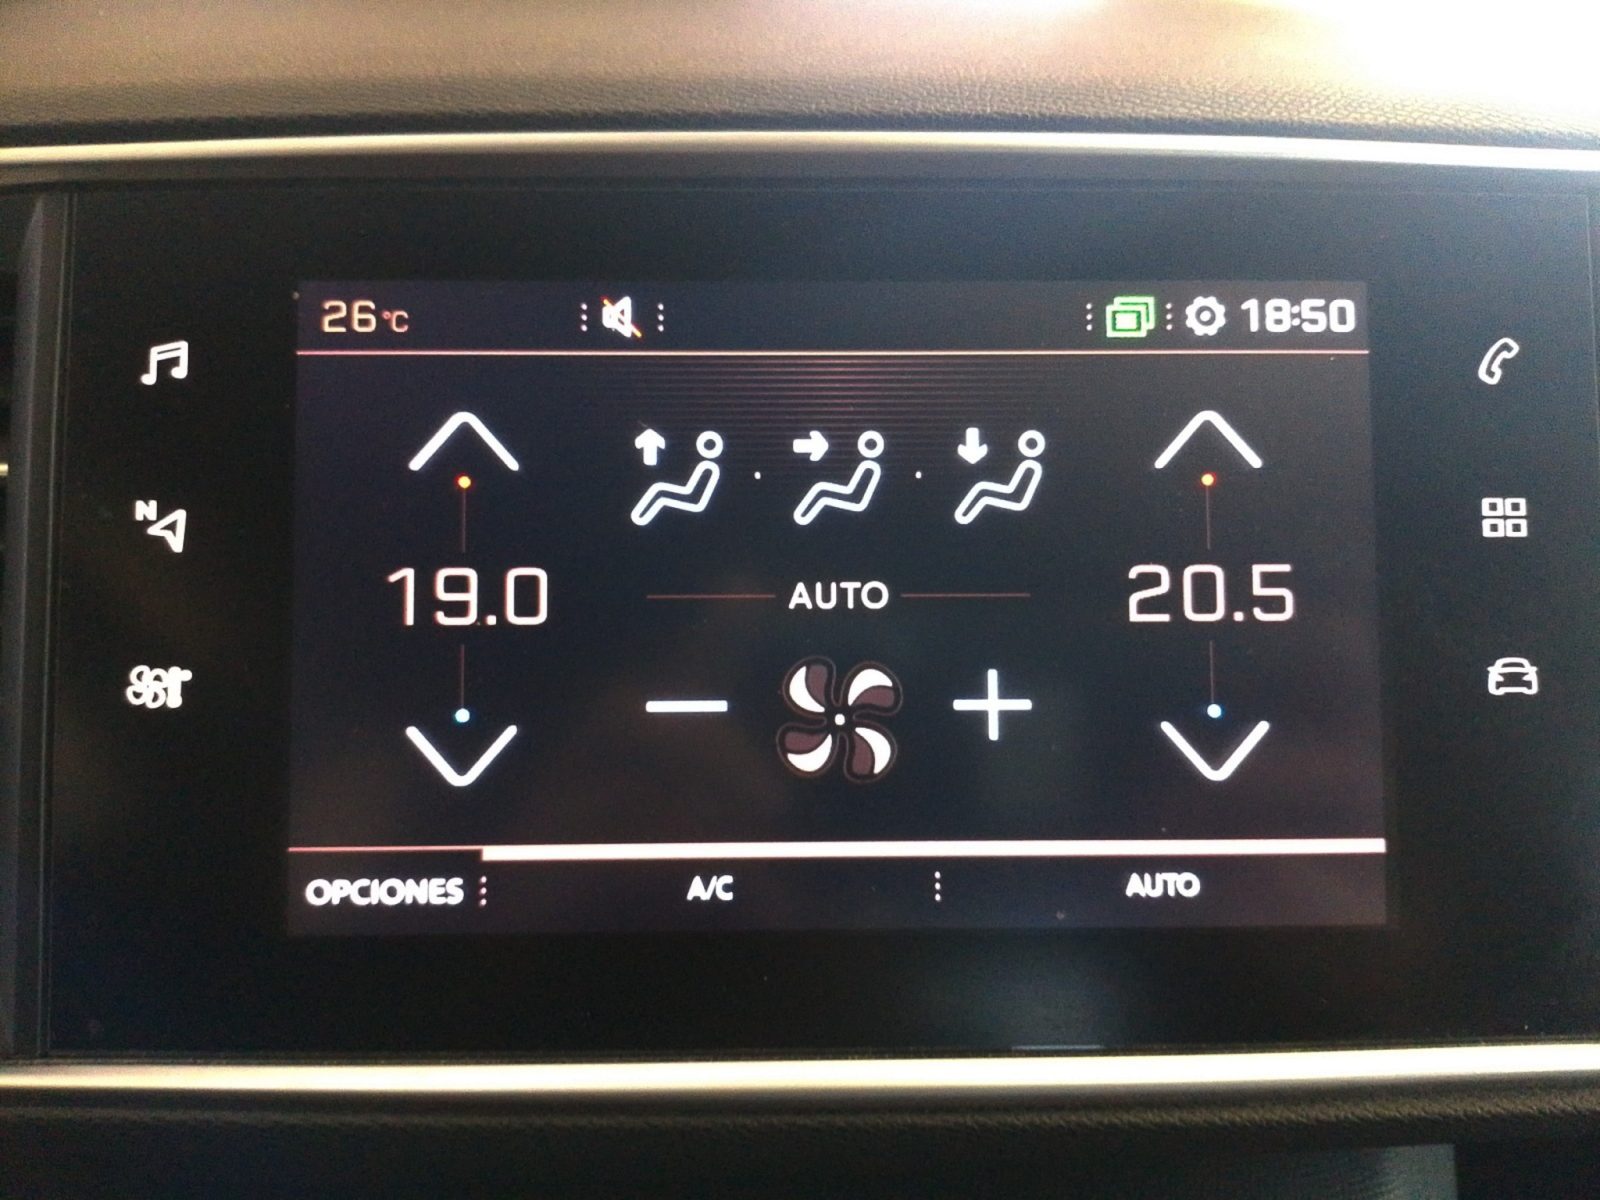 26°C 18:50
N
19.0 AUTO 20.5
OPCIONES A/C AUTO